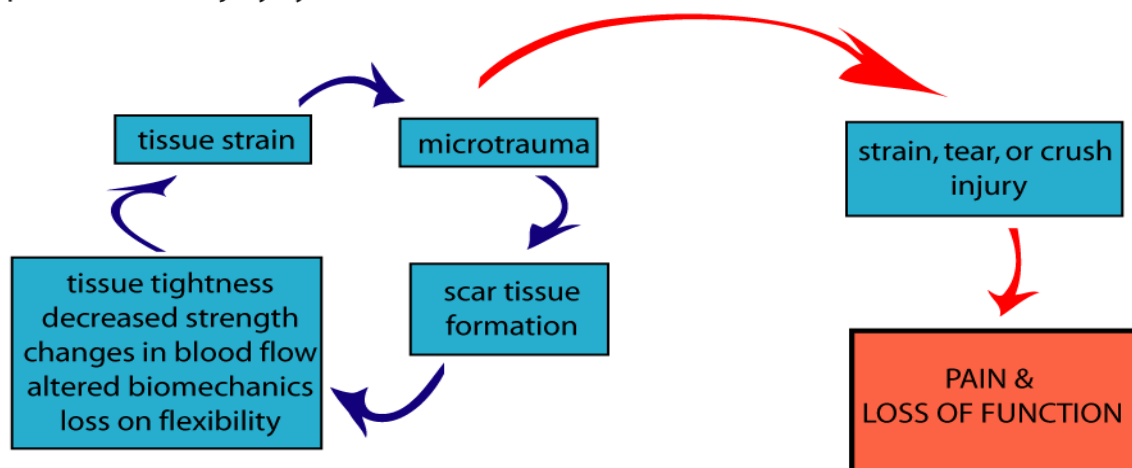 tissue strain
microtrauma
strain, tear, or crush
injury
scar tissue
formation
tissue tightness
decreased strength
changes in blood flow
altered biomechanics
loss on flexibility
PAIN &
LOSS OF FUNCTION